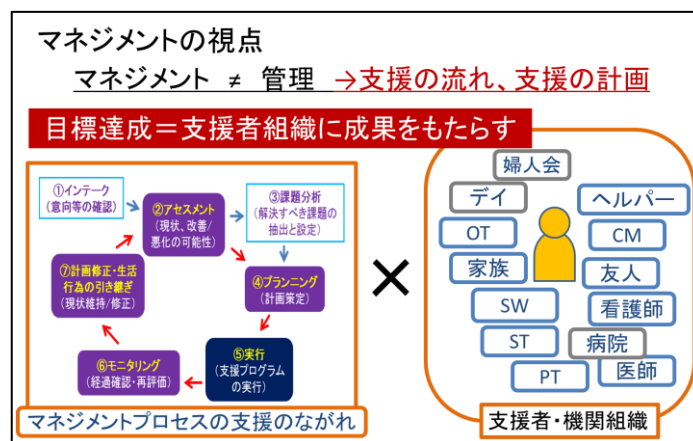 マネジメントの視点
マネジメント ≠ 管理 →支援の流れ、支援の計画
目標達成=支援者組織に成果をもたらす
①インテーク
(意向等の確認)
②アセスメント
(現状、改善/
悪化の可能性)
③課題分析
(解決すべき課題の
抽出と設定)
④プランニング
(計画策定)
⑤実行
(支援プログラム
の実行)
⑥モニタリング
(経過確認・再評価)
⑦計画修正・生活
行為の引き継ぎ
(現状維持/修正)
マネジメントプロセスの支援のながれ
×
婦人会
デイ
ヘルパー
OT
CM
家族
友人
SW
看護師
ST
病院
PT
医師
支援者・機関組織